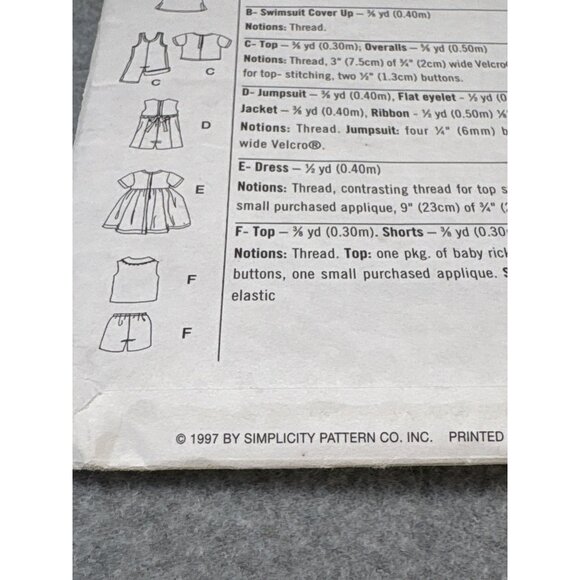 B- Swimsuit Cover Up – ⅜ yd (0.40m)
Notions: Thread.
C- Top – ⅜ yd (0.30m); Overalls – ⅝ yd (0.50m)
Notions: Thread, 3" (7.5cm) of ¾" (2cm) wide Velcro
for top- stitching, two ½" (1.3cm) buttons.
C
C
D- Jumpsuit – ⅜ yd (0.40m), Flat eyelet - ⅛ yd (0
Jacket – ⅜ yd (0.40m), Ribbon - ½ yd (0.50m)
Notions: Thread. Jumpsuit: four ¼" (6mm) b
wide Velcro®.
D
E- Dress – ½ yd (0.40m)
Notions: Thread, contrasting thread for top s
small purchased applique, 9" (23cm) of ¾" (
E
F- Top – ⅜ yd (0.30m). Shorts – ⅜ yd (0.30
Notions: Thread. Top: one pkg. of baby rick
buttons, one small purchased applique. S
elastic
F
F
© 1997 BY SIMPLICITY PATTERN CO. INC. PRINTED